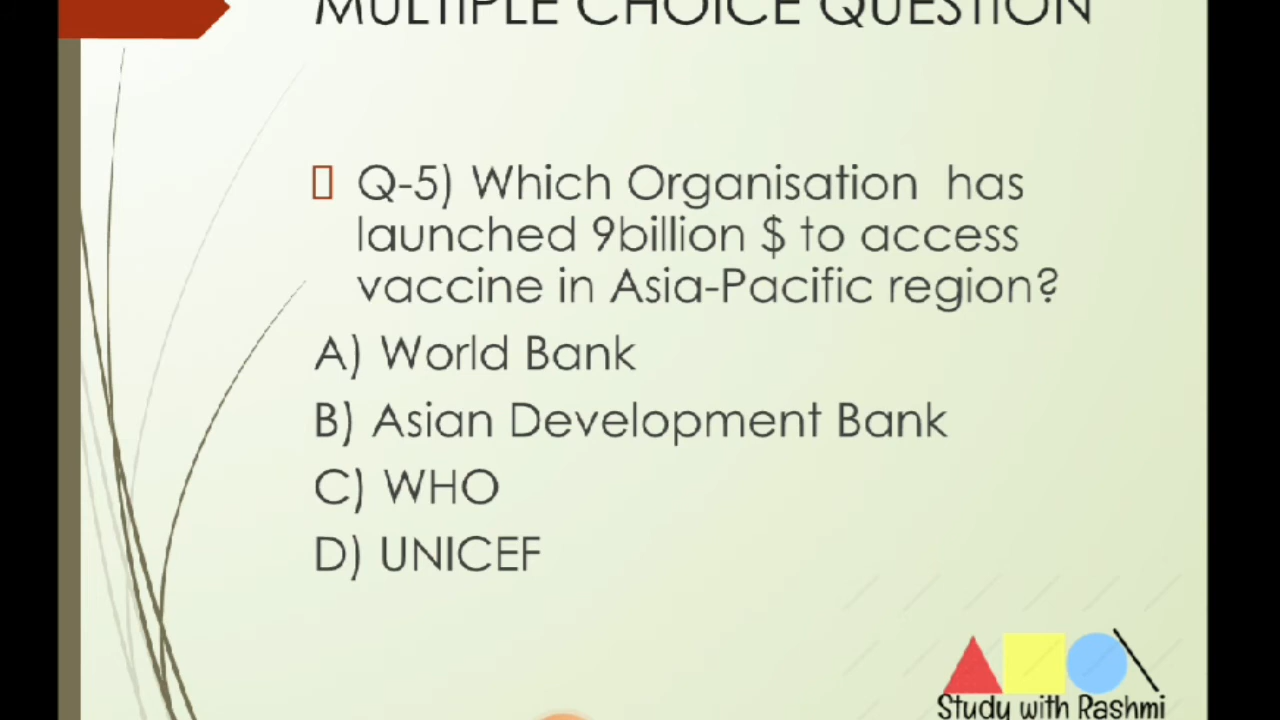 MULTIPLE CHOICE QUESTION
Q-5) Which Organisation has
launched 9billion $ to access
vaccine in Asia-Pacific region?
A) World Bank
B) Asian Development Bank
C) WHO
D) UNICEF
Study with Rashmi